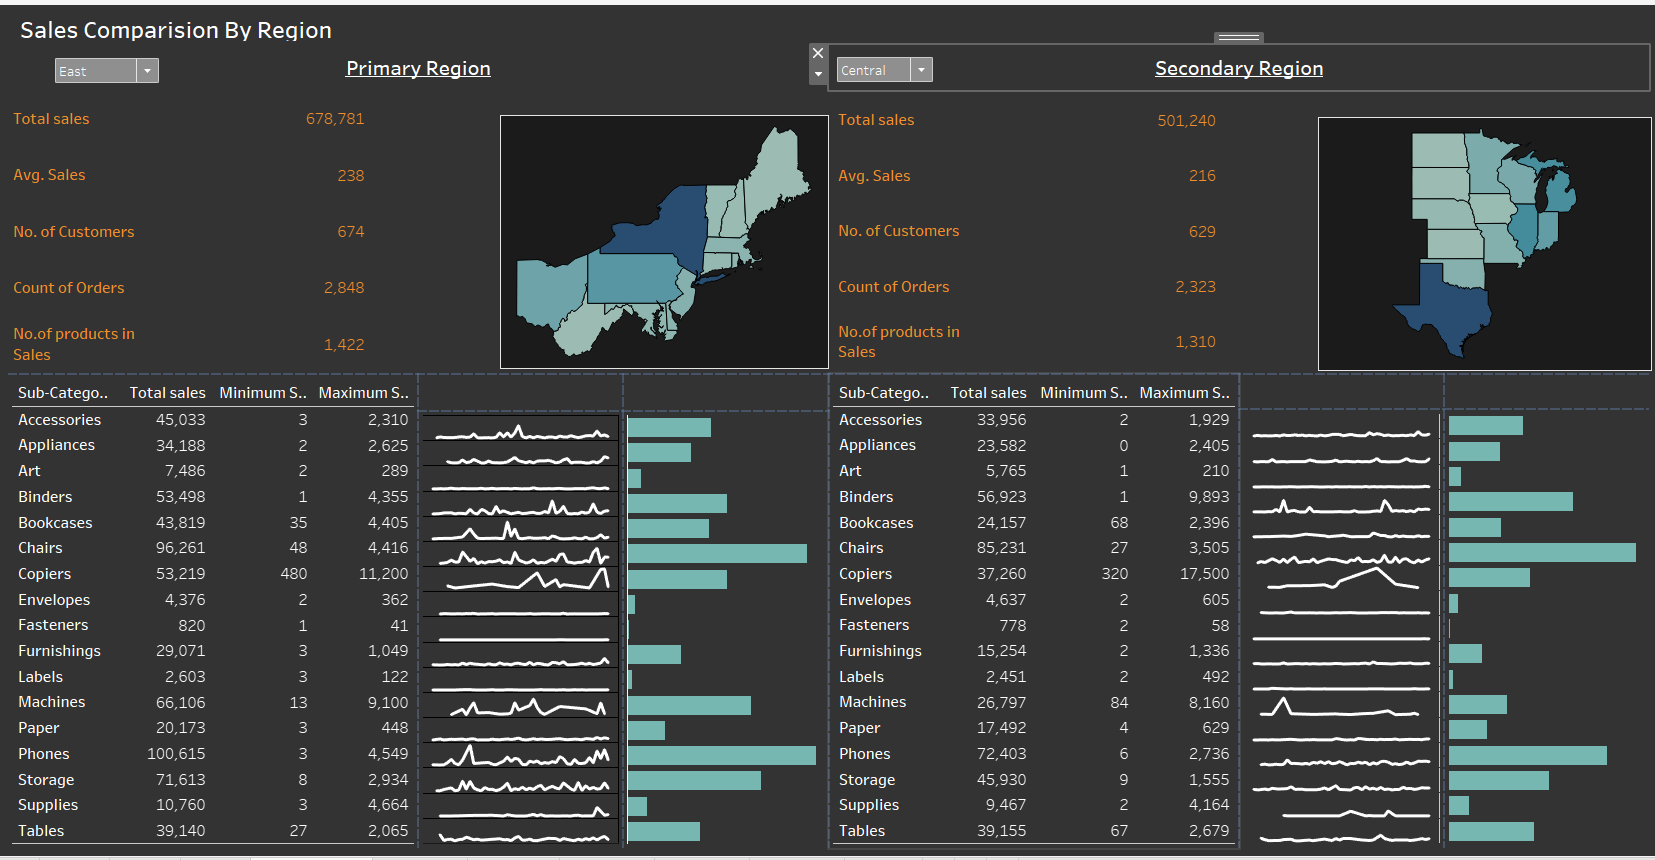 Sales Comparision By Region
East
Primary Region
Total sales 678,781
Avg. Sales 238
No. of Customers 674
Count of Orders 2,848
No.of products in
Sales 1,422
Central
Secondary Region
Total sales 501,240
Avg. Sales 216
No. of Customers 629
Count of Orders 2,323
No.of products in
Sales 1,310
Sub-Catego.. Total sales Minimum S.. Maximum S..
Accessories 45,033 3 2,310
Appliances 34,188 2 2,625
Art 7,486 2 289
Binders 53,498 1 4,355
Bookcases 43,819 35 4,405
Chairs 96,261 48 4,416
Copiers 53,219 480 11,200
Envelopes 4,376 2 362
Fasteners 820 1 41
Furnishings 29,071 3 1,049
Labels 2,603 3 122
Machines 66,106 13 9,100
Paper 20,173 3 448
Phones 100,615 3 4,549
Storage 71,613 8 2,934
Supplies 10,760 3 4,664
Tables 39,140 27 2,065
Sub-Catego.. Total sales Minimum S.. Maximum S..
Accessories 33,956 2 1,929
Appliances 23,582 0 2,405
Art 5,765 1 210
Binders 56,923 1 9,893
Bookcases 24,157 68 2,396
Chairs 85,231 27 3,505
Copiers 37,260 320 17,500
Envelopes 4,637 2 605
Fasteners 778 2 58
Furnishings 15,254 2 1,336
Labels 2,451 2 492
Machines 26,797 84 8,160
Paper 17,492 4 629
Phones 72,403 6 2,736
Storage 45,930 9 1,555
Supplies 9,467 2 4,164
Tables 39,155 67 2,679